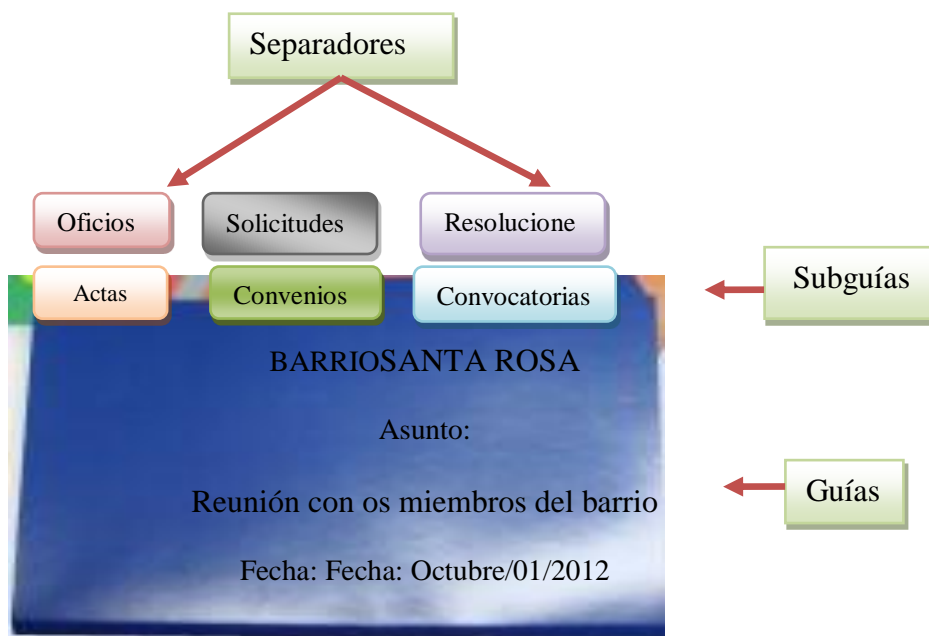 Separadores
Oficios
Solicitudes
Resolucione
Actas
Convenios
Convocatorias
Subguías
BARRIOSANTA ROSA
Asunto:
Guías
Reunión con os miembros del barrio
Fecha: Fecha: Octubre/01/2012